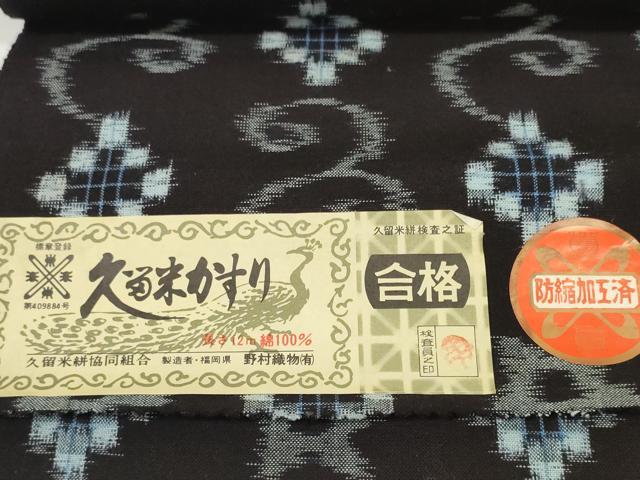 標章登録
第409884号
久留米かすり
長さ12m 綿100%
久留米絣協同組合 製造者・福岡県 野村織物(有)
久留米絣検査之証
合格
検査員之印
防縮加工済